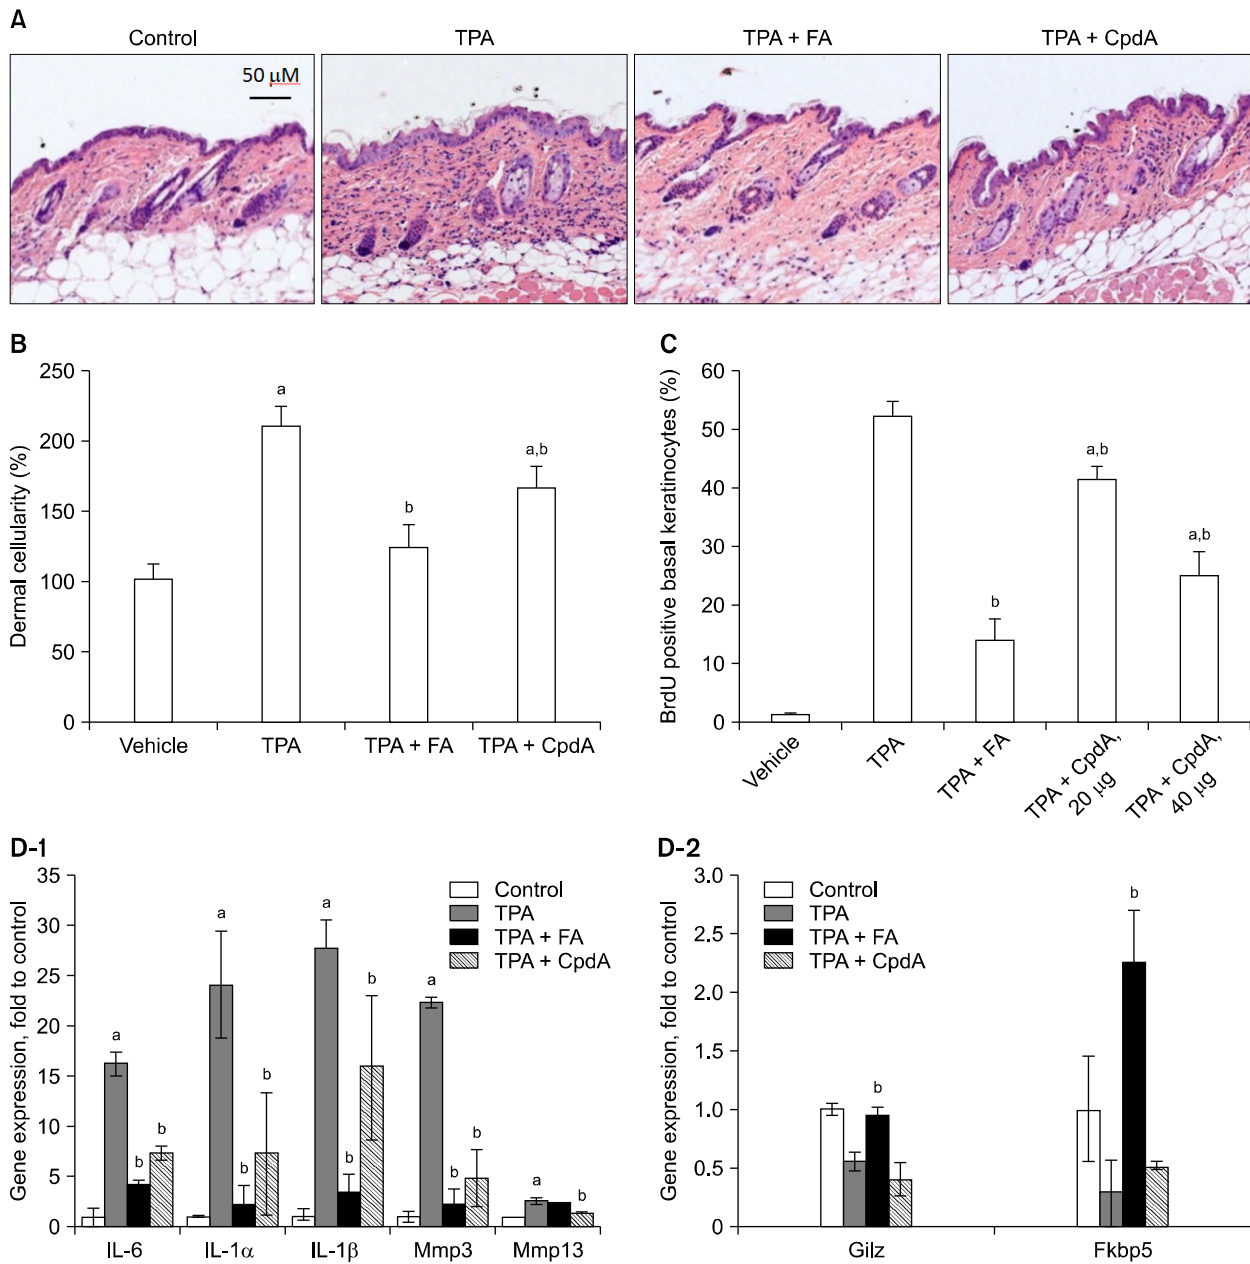 A
Control
TPA
TPA + FA
TPA + CpdA
50 µM
B
Dermal cellularity (%)
250
200
150
100
50
0
a
b
a,b
Vehicle
TPA
TPA + FA
TPA + CpdA
C
BrdU positive basal keratinocytes (%)
60
50
40
30
20
10
0
b
a,b
a,b
Vehicle
TPA
TPA + FA
TPA + CpdA,
20 µg
TPA + CpdA,
40 µg
D-1
Gene expression, fold to control
35
30
25
20
15
10
5
0
Control
TPA
TPA + FA
TPA + CpdA
a
b
b
a
b
b
a
b
b
a
b
b
a
b
IL-6
IL-1α
IL-1β
Mmp3
Mmp13
D-2
Gene expression, fold to control
3.0
2.5
2.0
1.5
1.0
0.5
0
Control
TPA
TPA + FA
TPA + CpdA
b
b
Gilz
Fkbp5